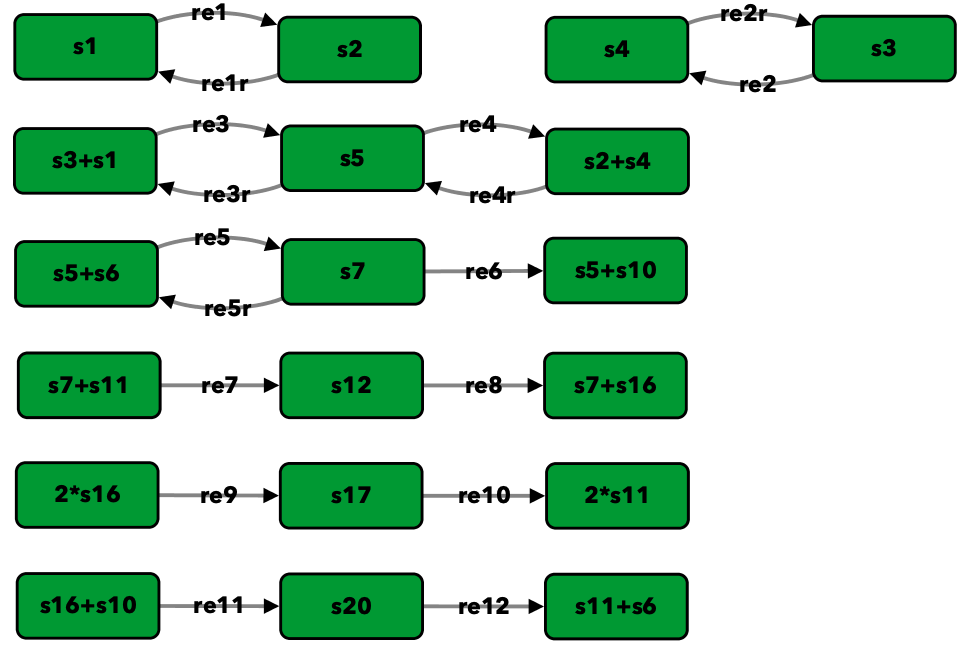 re1
re2r
s1
s2
s4
s3
re1r
re2
re3
re4
s3+s1
s5
s2+s4
re3r
re4r
re5
s5+s6
s7
re6
s5+s10
re5r
s7+s11
re7
s12
re8
s7+s16
2*s16
re9
s17
re10
2*s11
s16+s10
re11
s20
re12
s11+s6